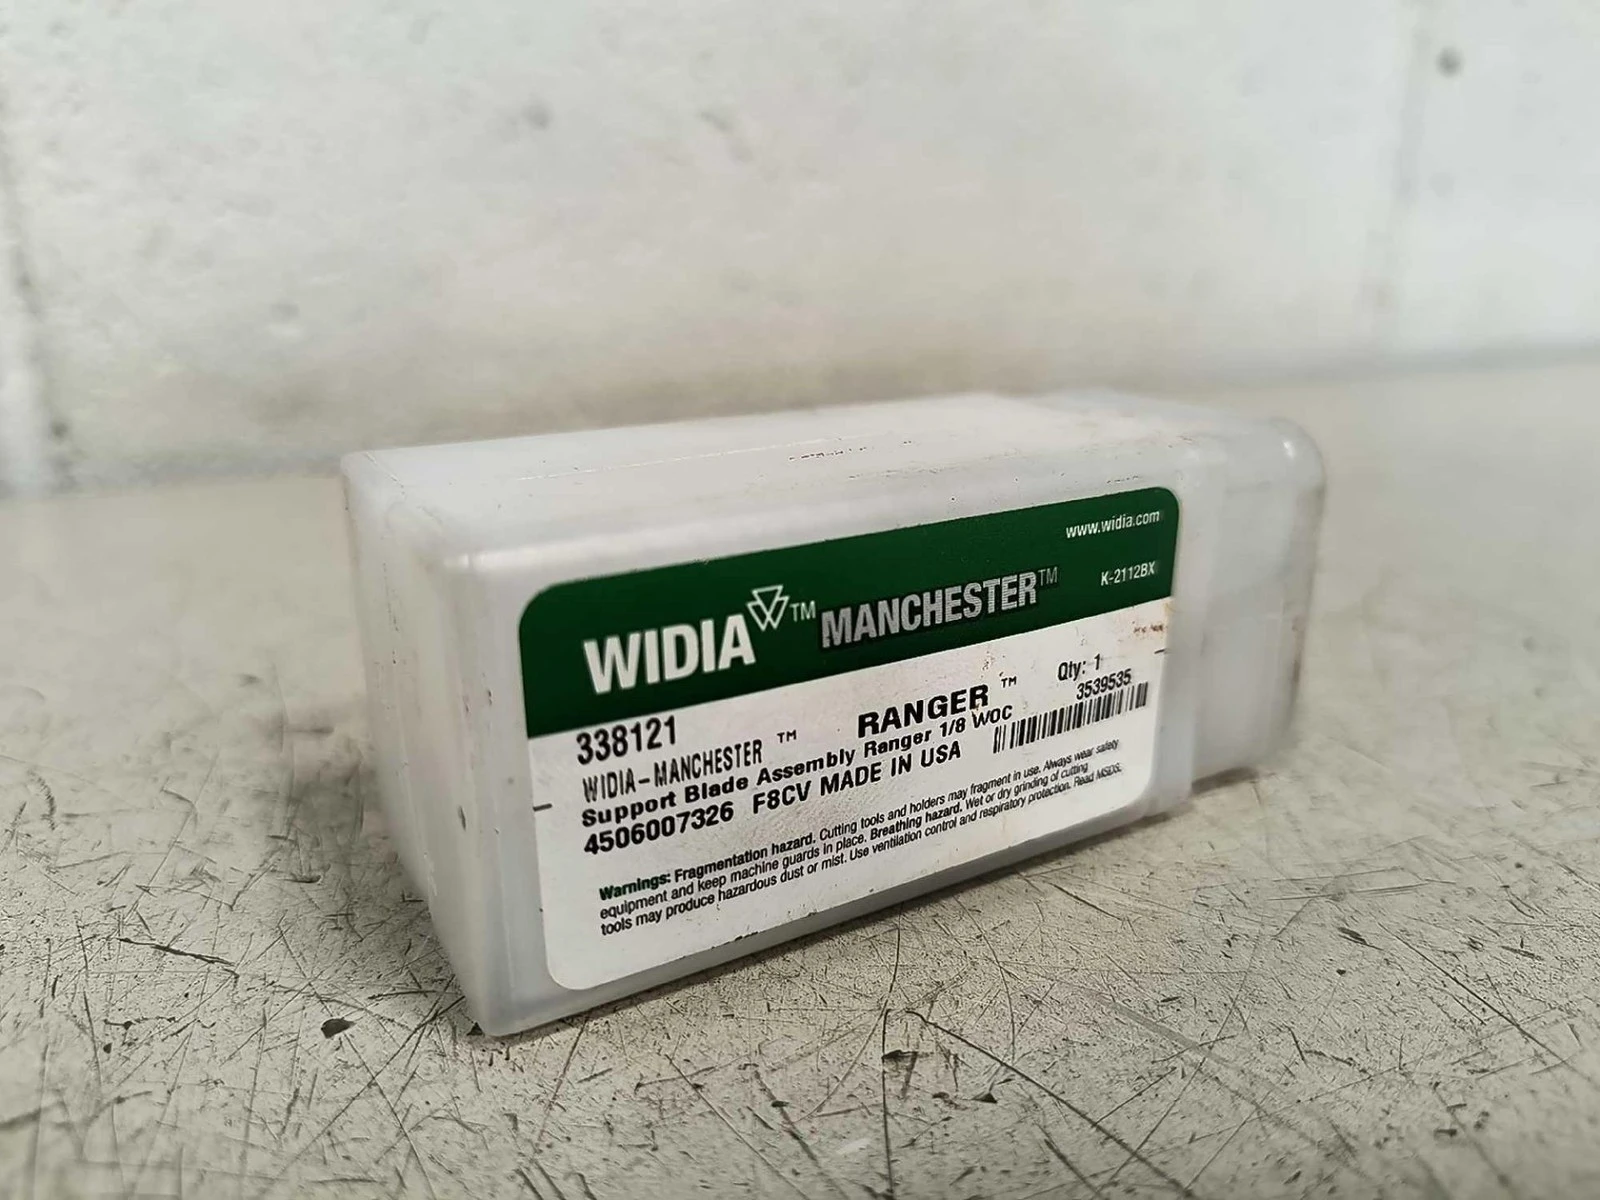 www.widia.com
WIDIA™ MANCHESTER™ K-2112BX
338121 RANGER™ Qty: 1
WIDIA-MANCHESTER™ 3539535
Support Blade Assembly Ranger 1/8 WOC
4506007326 F8CV MADE IN USA
Warnings: Fragmentation hazard. Cutting tools and holders may fragment in use. Always wear safety
equipment and keep machine guards in place. Breathing hazard. Wet or dry grinding of cutting
tools may produce hazardous dust or mist. Use ventilation control and respiratory protection. Read MSDS.